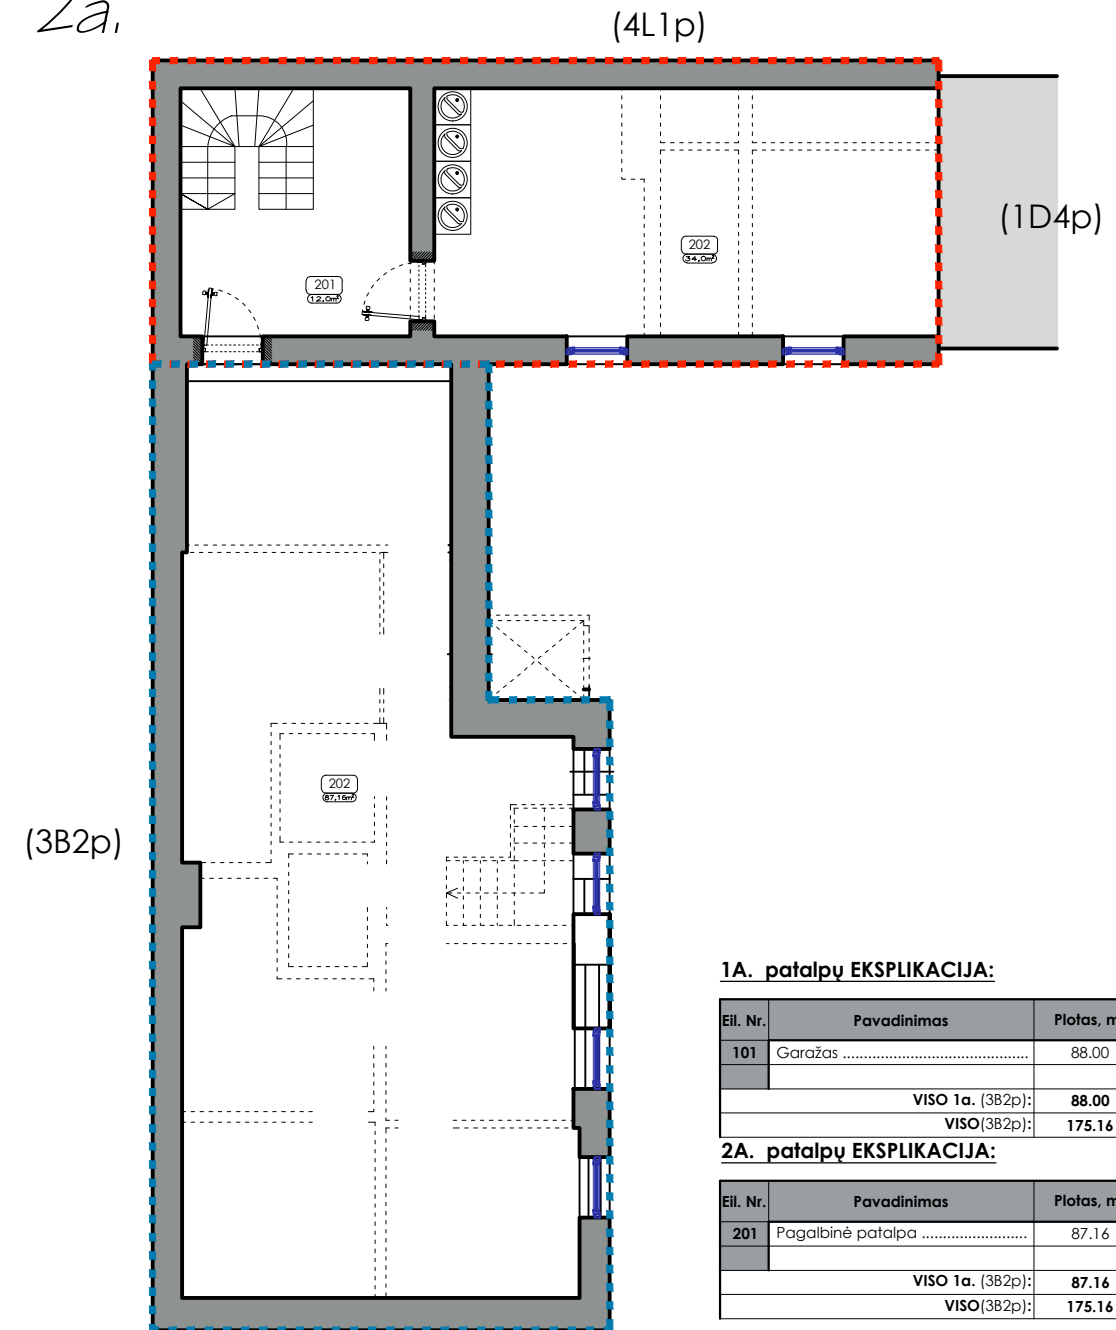 2a.
(4L1p)
(1D4p)
201
12,0m²
202
34,0m²
202
87,16m²
(3B2p)
1A. patalpų EKSPLIKACIJA:
Eil. Nr. Pavadinimas Plotas, m
101 Garažas ............................................ 88.00
VISO 1a. (3B2p): 88.00
VISO(3B2p): 175.16
2A. patalpų EKSPLIKACIJA:
Eil. Nr. Pavadinimas Plotas, m
201 Pagalbinė patalpa ......................... 87.16
VISO 1a. (3B2p): 87.16
VISO(3B2p): 175.16